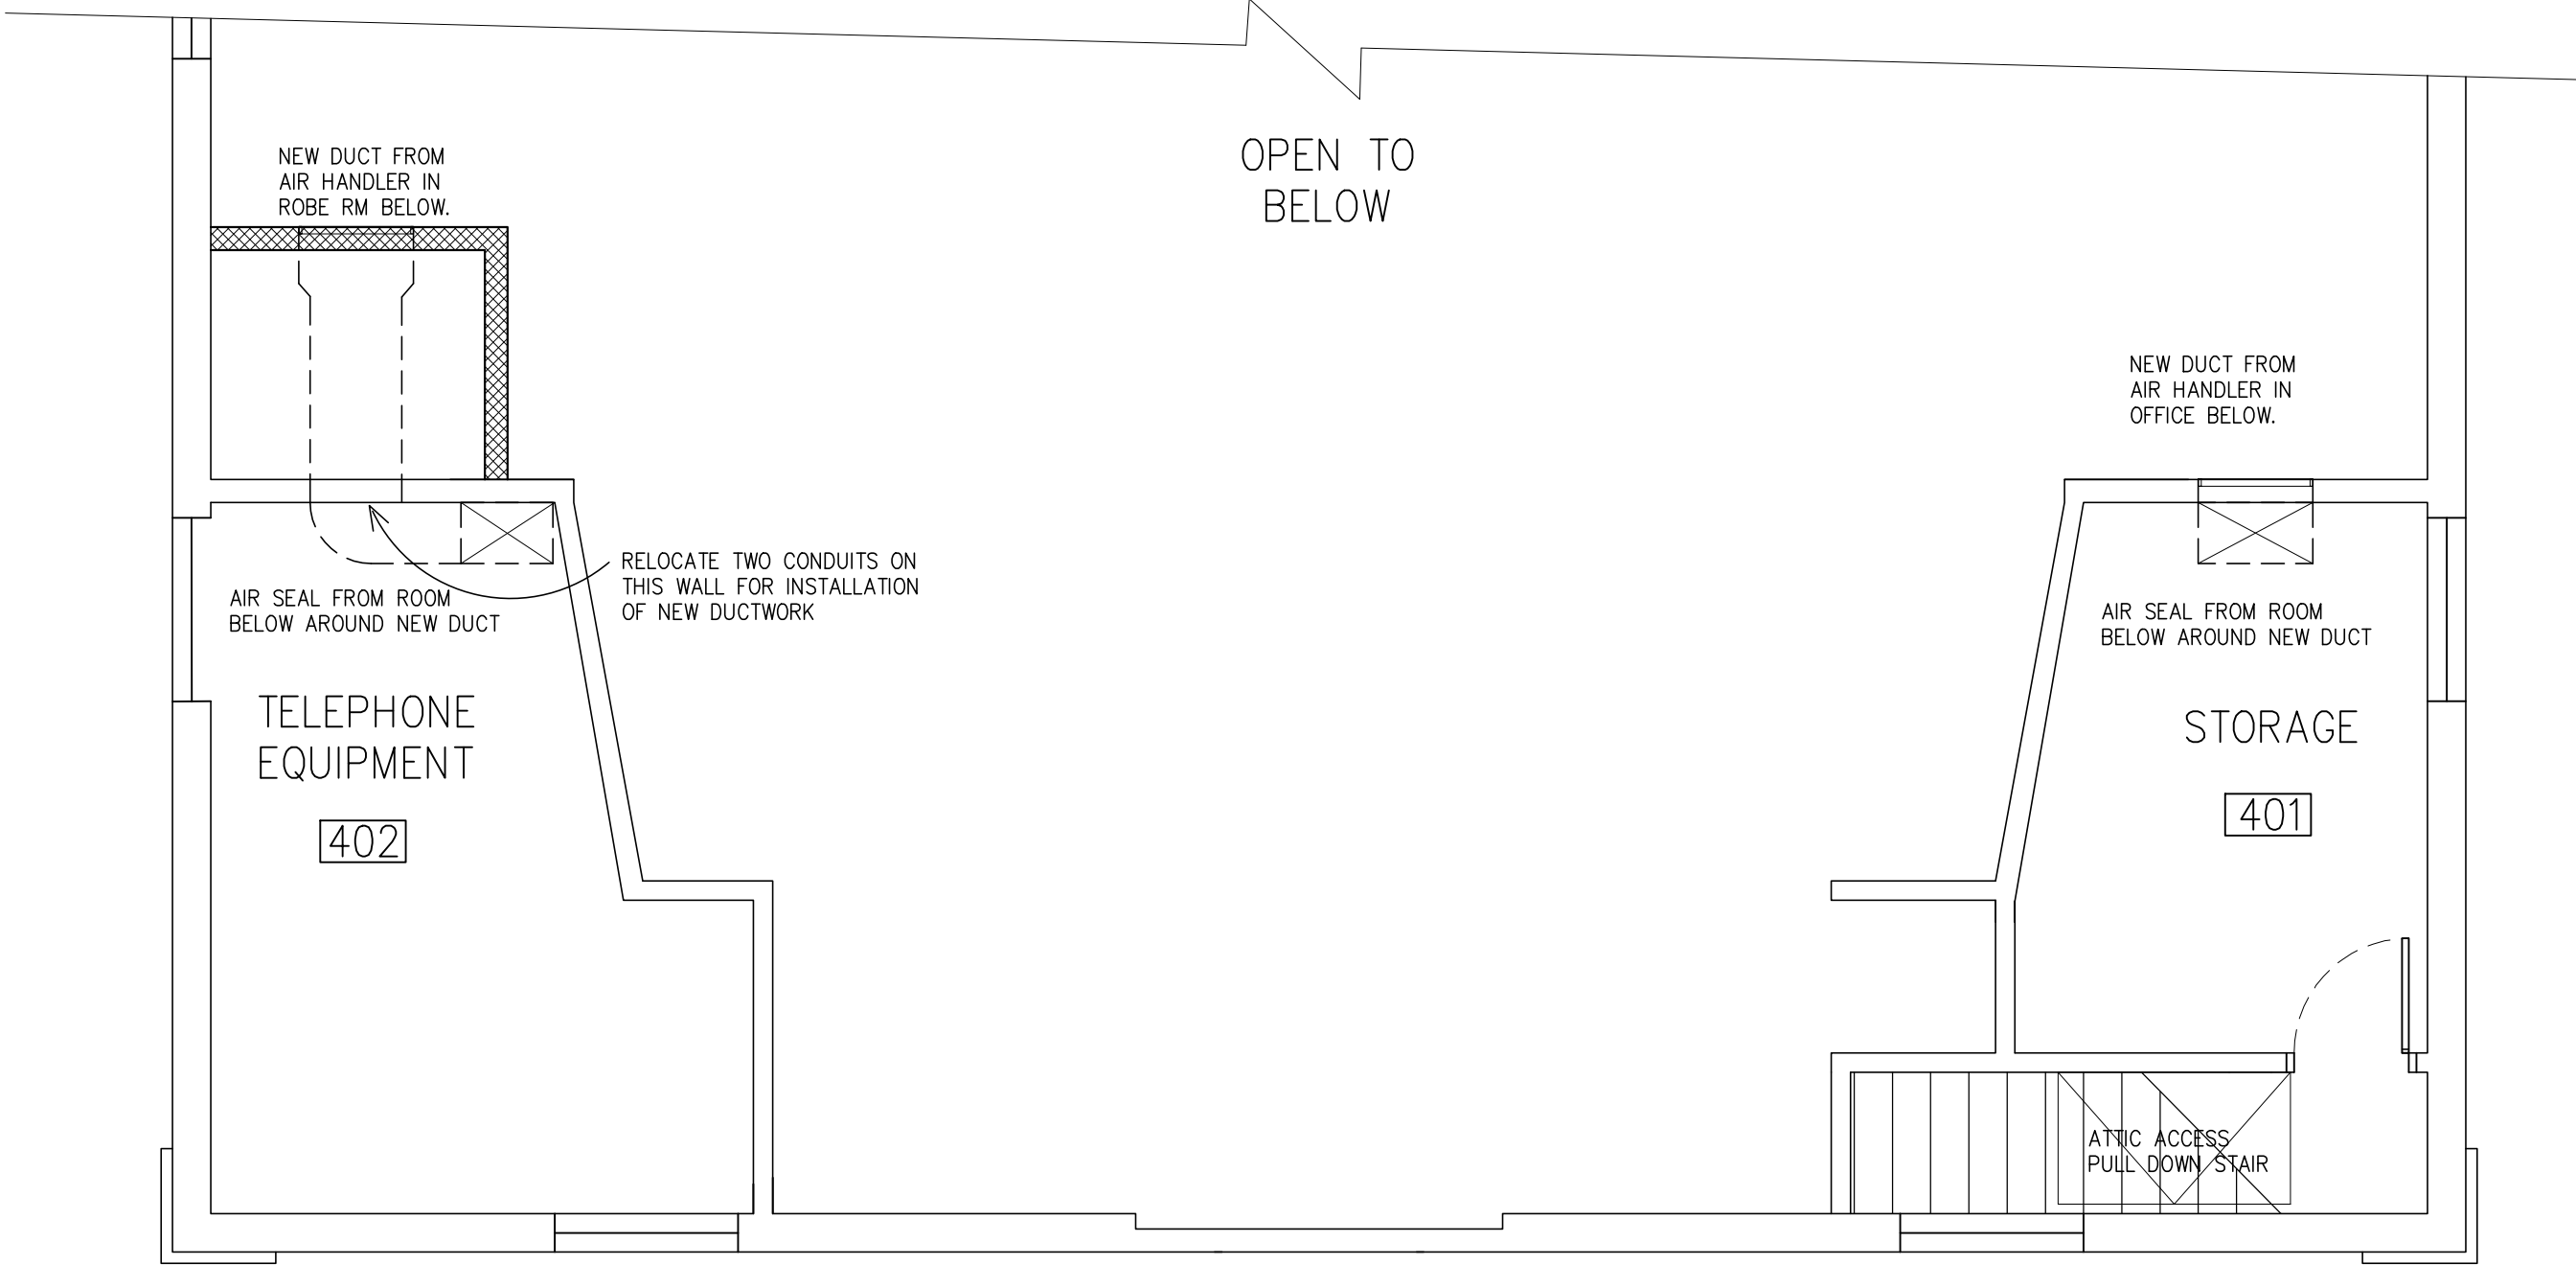 OPEN TO
BELOW
NEW DUCT FROM
AIR HANDLER IN
ROBE RM BELOW.
NEW DUCT FROM
AIR HANDLER IN
OFFICE BELOW.
RELOCATE TWO CONDUITS ON
THIS WALL FOR INSTALLATION
OF NEW DUCTWORK
AIR SEAL FROM ROOM
BELOW AROUND NEW DUCT
AIR SEAL FROM ROOM
BELOW AROUND NEW DUCT
TELEPHONE
EQUIPMENT
402
STORAGE
401
ATTIC ACCESS
PULL DOWN STAIR